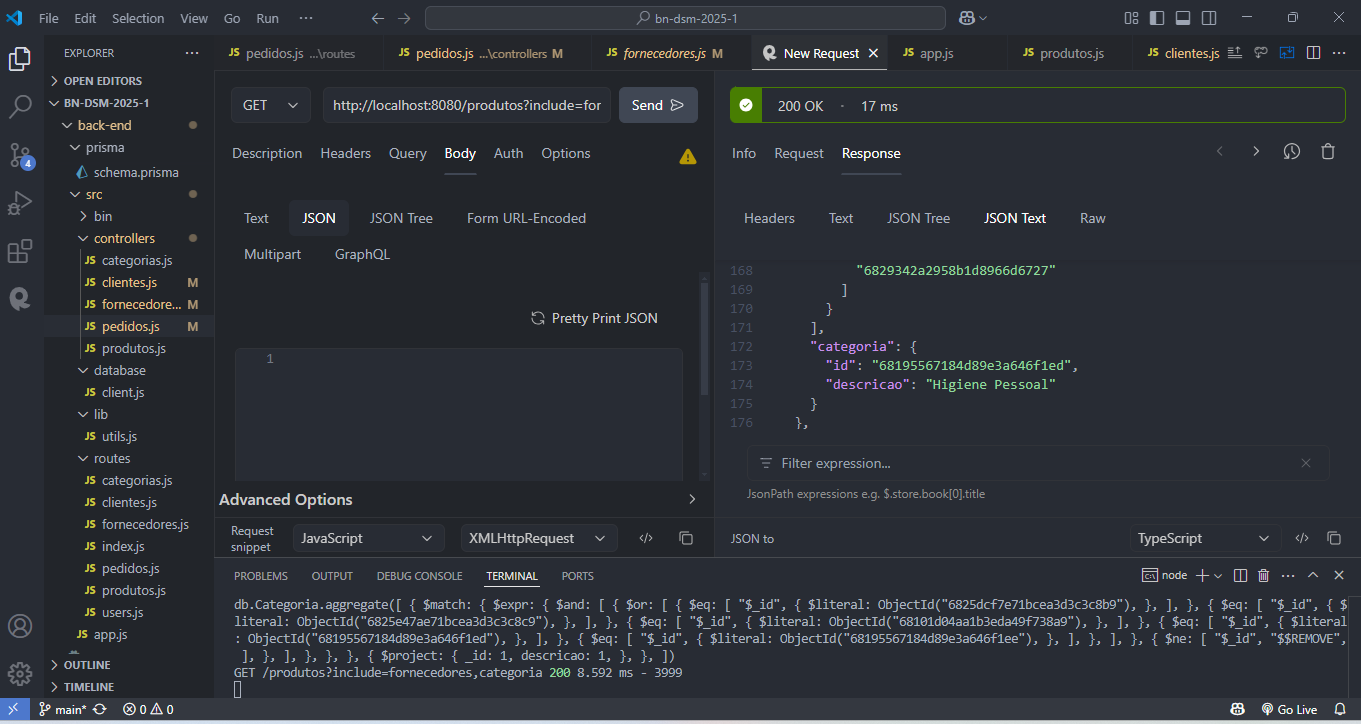 File Edit Selection View Go Run ··· bn-dsm-2025-1
EXPLORER ···
OPEN EDITORS
BN-DSM-2025-1
back-end
prisma
schema.prisma
src
bin
controllers
JS categorias.js
JS clientes.js M
JS fornecedore... M
JS pedidos.js M
JS produtos.js
database
JS client.js
lib
JS utils.js
routes
JS categorias.js
JS clientes.js
JS fornecedores.js
JS index.js
JS pedidos.js
JS produtos.js
JS users.js
JS app.js
OUTLINE
TIMELINE
JS pedidos.js ...\routes JS pedidos.js ...\controllers M JS fornecedores.js M New Request JS app.js JS produtos.js JS clientes.js ···
GET http://localhost:8080/produtos?include=for Send
Description Headers Query Body Auth Options
Text JSON JSON Tree Form URL-Encoded
Multipart GraphQL
Pretty Print JSON
1
Advanced Options
Request snippet JavaScript XMLHttpRequest
200 OK · 17 ms
Info Request Response
Headers Text JSON Tree JSON Text Raw
168 "6829342a2958b1d8966d6727"
169 ]
170 }
171 ],
172 "categoria": {
173 "id": "68195567184d89e3a646f1ed",
174 "descricao": "Higiene Pessoal"
175 }
176 },
Filter expression...
JsonPath expressions e.g. $.store.book[0].title
JSON to TypeScript
PROBLEMS OUTPUT DEBUG CONSOLE TERMINAL PORTS node ···
db.Categoria.aggregate([ { $match: { $expr: { $and: [ { $or: [ { $eq: [ "$_id", { $literal: ObjectId("6825dcf7e71bcea3d3c3c8b9"), }, ], }, { $eq: [ "$_id", { $
literal: ObjectId("6825e47ae71bcea3d3c3c8c9"), }, ], }, { $eq: [ "$_id", { $literal: ObjectId("68101d04aa1b3eda49f738a9"), }, ], }, { $eq: [ "$_id", { $literal
: ObjectId("68195567184d89e3a646f1ed"), }, ], }, { $eq: [ "$_id", { $literal: ObjectId("68195567184d89e3a646f1ee"), }, ], }, ], }, { $ne: [ "$_id", "$$REMOVE",
], }, ], }, }, }, { $project: { _id: 1, descricao: 1, }, }, ])
GET /produtos?include=fornecedores,categoria 200 8.592 ms - 3999
4
main* 0 0 Go Live